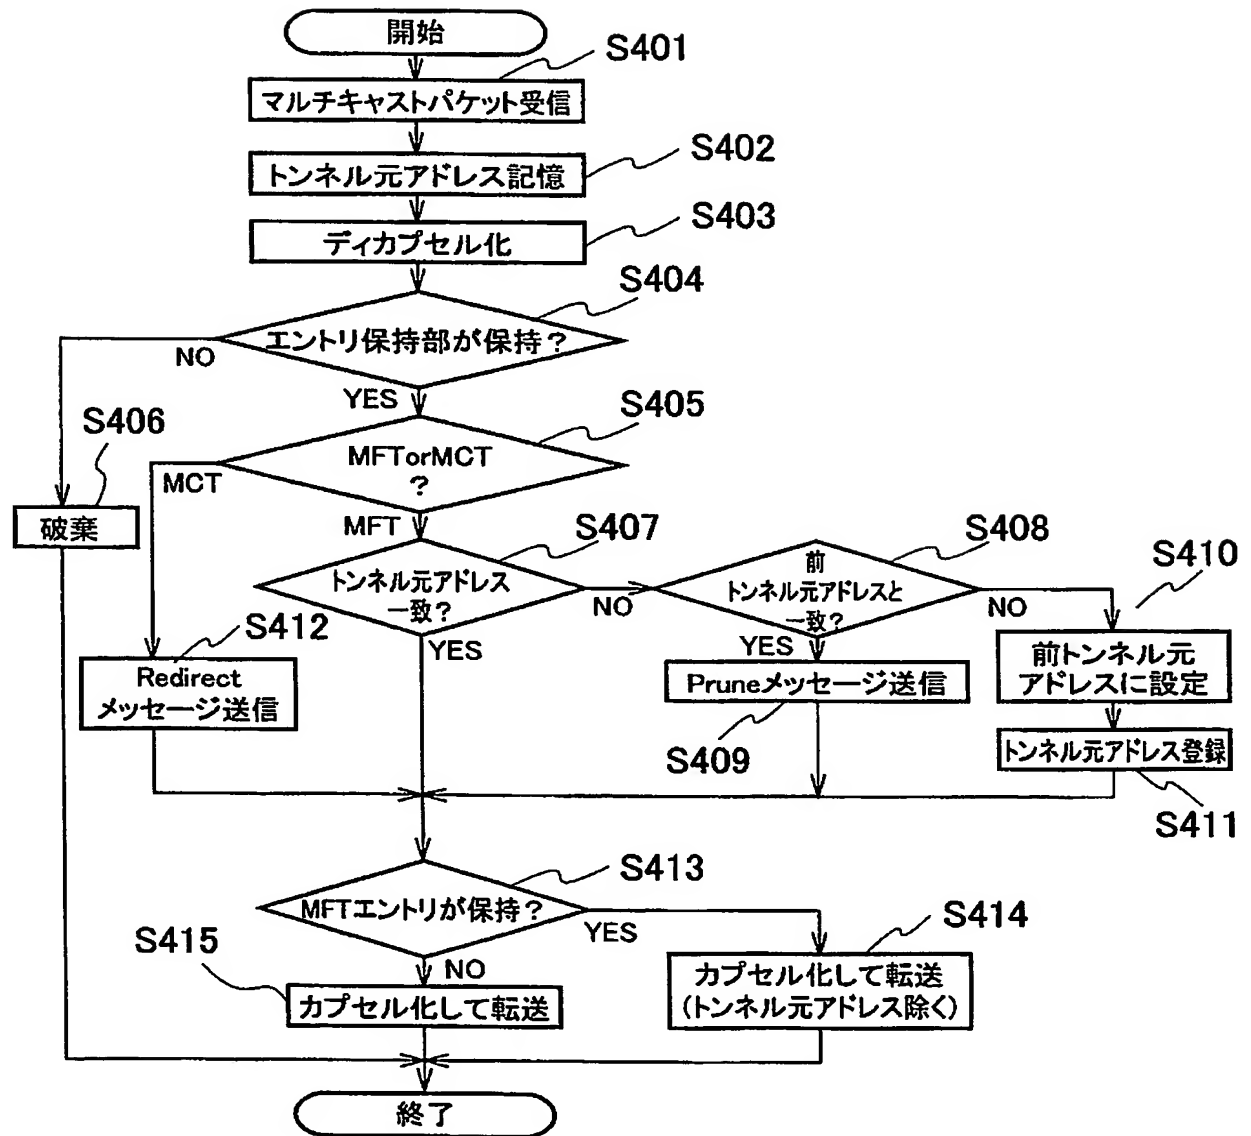 開始
S401
マルチキャストパケット受信
S402
トンネル元アドレス記憶
S403
ディカプセル化
S404
エントリ保持部が保持？
NO
YES
S405
S406
MFTorMCT
？
MCT
MFT
破棄
S407
トンネル元アドレス
一致？
NO
YES
S408
前
トンネル元アドレスと
一致？
NO
YES
S410
前トンネル元
アドレスに設定
S412
Redirect
メッセージ送信
Pruneメッセージ送信
S409
トンネル元アドレス登録
S411
S413
MFTエントリが保持？
YES
NO
S414
カプセル化して転送
(トンネル元アドレス除く)
S415
カプセル化して転送
終了